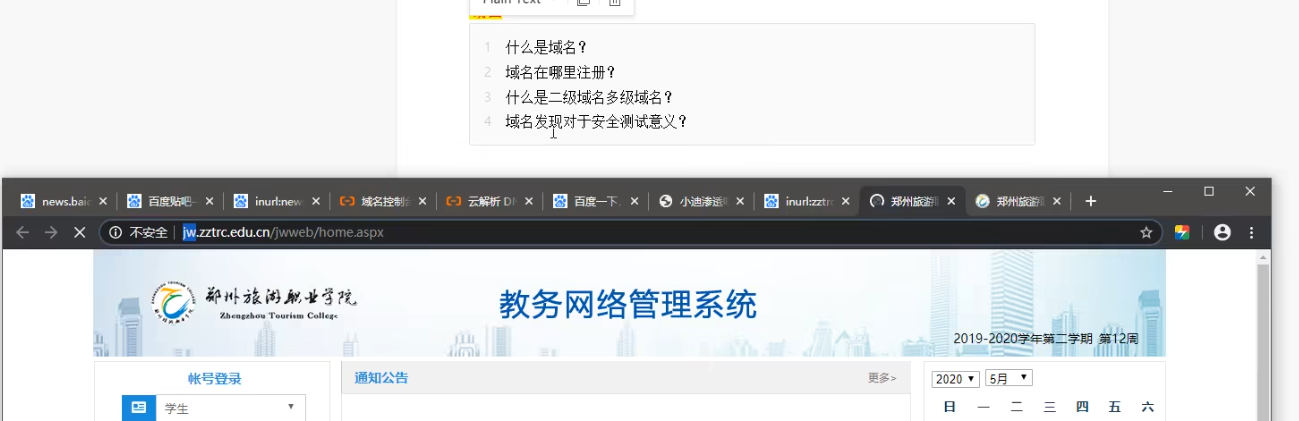 Plain Text
1 什么是域名？
2 域名在哪里注册？
3 什么是二级域名多级域名？
4 域名发现对于安全测试意义？
news.baid
百度贴吧
inurl:new
域名控制台
云解析 D
百度一下，
小迪渗透
inurl:zztrc
郑州旅游职
郑州旅游职
不安全 | jw.zztrc.edu.cn/jwweb/home.aspx
郑州旅游职业学院
Zhengzhou Tourism College
教务网络管理系统
2019-2020学年第二学期 第12周
帐号登录
通知公告
更多>
2020 5月
学生
日 一 二 三 四 五 六